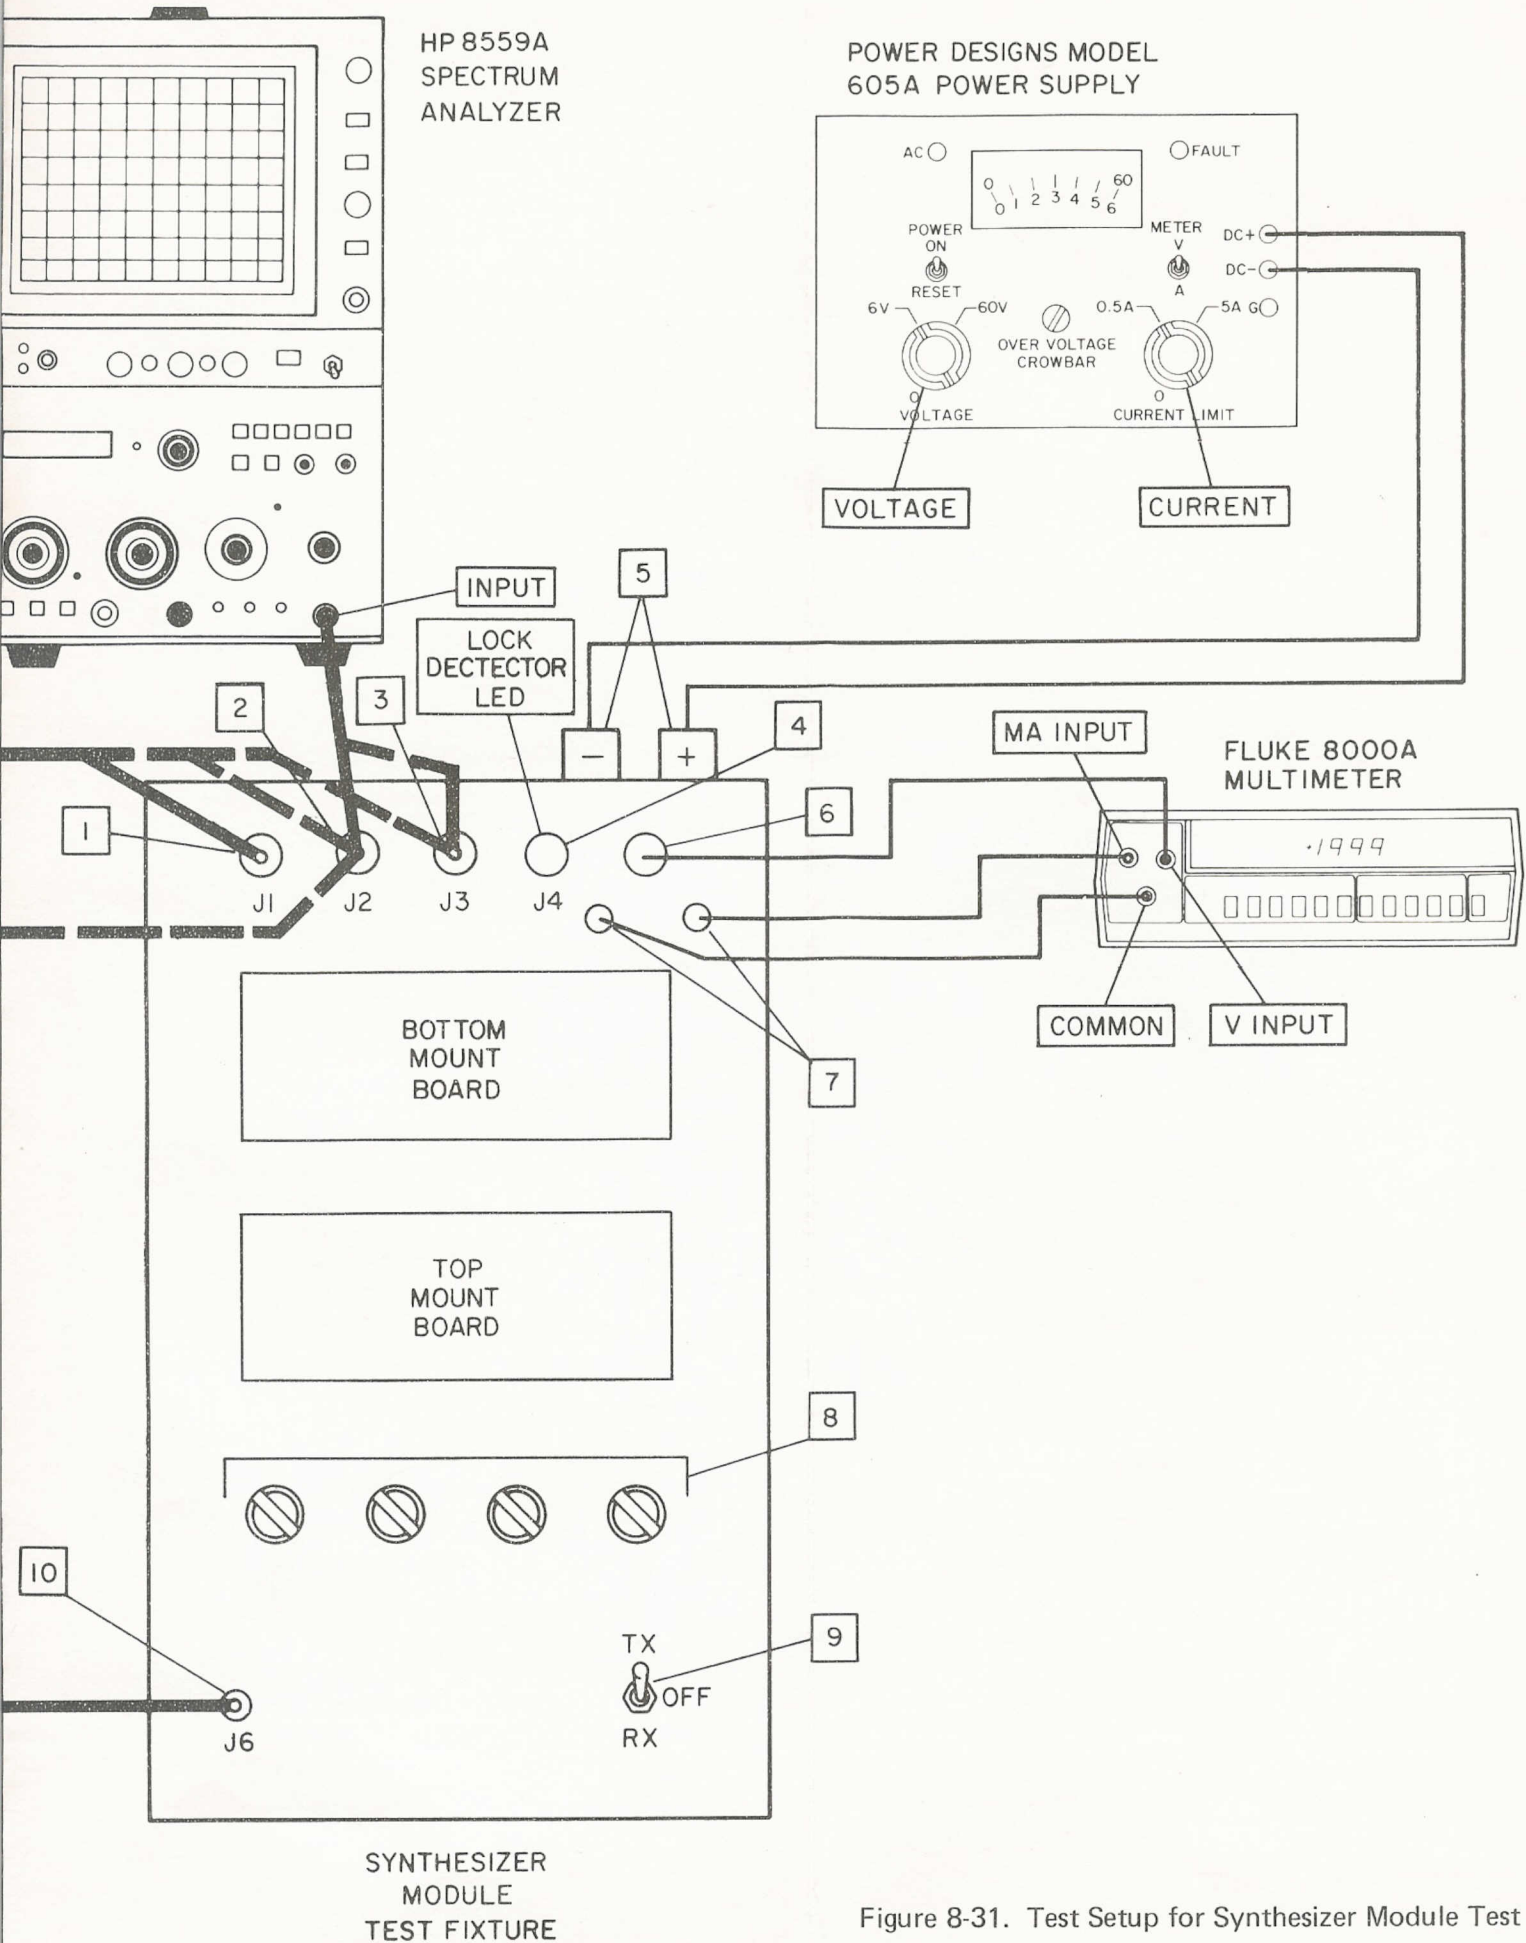 HP 8559A
SPECTRUM
ANALYZER
POWER DESIGNS MODEL
605A POWER SUPPLY
AC
FAULT
0 60
0 1 2 3 4 5 6
POWER
ON
RESET
METER
V
A
DC+
DC-
6V
60V
0
VOLTAGE
OVER VOLTAGE
CROWBAR
0.5A
5A
G
0
CURRENT LIMIT
VOLTAGE
CURRENT
INPUT
5
LOCK
DECTECTOR
LED
2
3
4
−
+
MA INPUT
FLUKE 8000A
MULTIMETER
.1999
1
6
J1
J2
J3
J4
COMMON
V INPUT
7
BOTTOM
MOUNT
BOARD
TOP
MOUNT
BOARD
8
10
9
TX
OFF
RX
J6
SYNTHESIZER
MODULE
TEST FIXTURE
Figure 8-31. Test Setup for Synthesizer Module Test